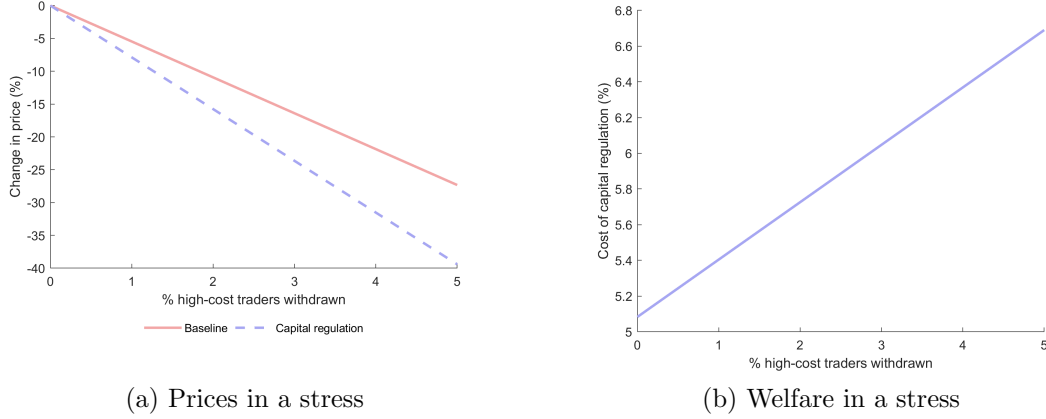 0
-5
-10
-15
-20
-25
-30
-35
-40
Change in price (%)
0 1 2 3 4 5
% high-cost traders withdrawn
Baseline Capital regulation
(a) Prices in a stress
6.8
6.6
6.4
6.2
6
5.8
5.6
5.4
5.2
5
Cost of capital regulation (%)
0 1 2 3 4 5
% high-cost traders withdrawn
(b) Welfare in a stress